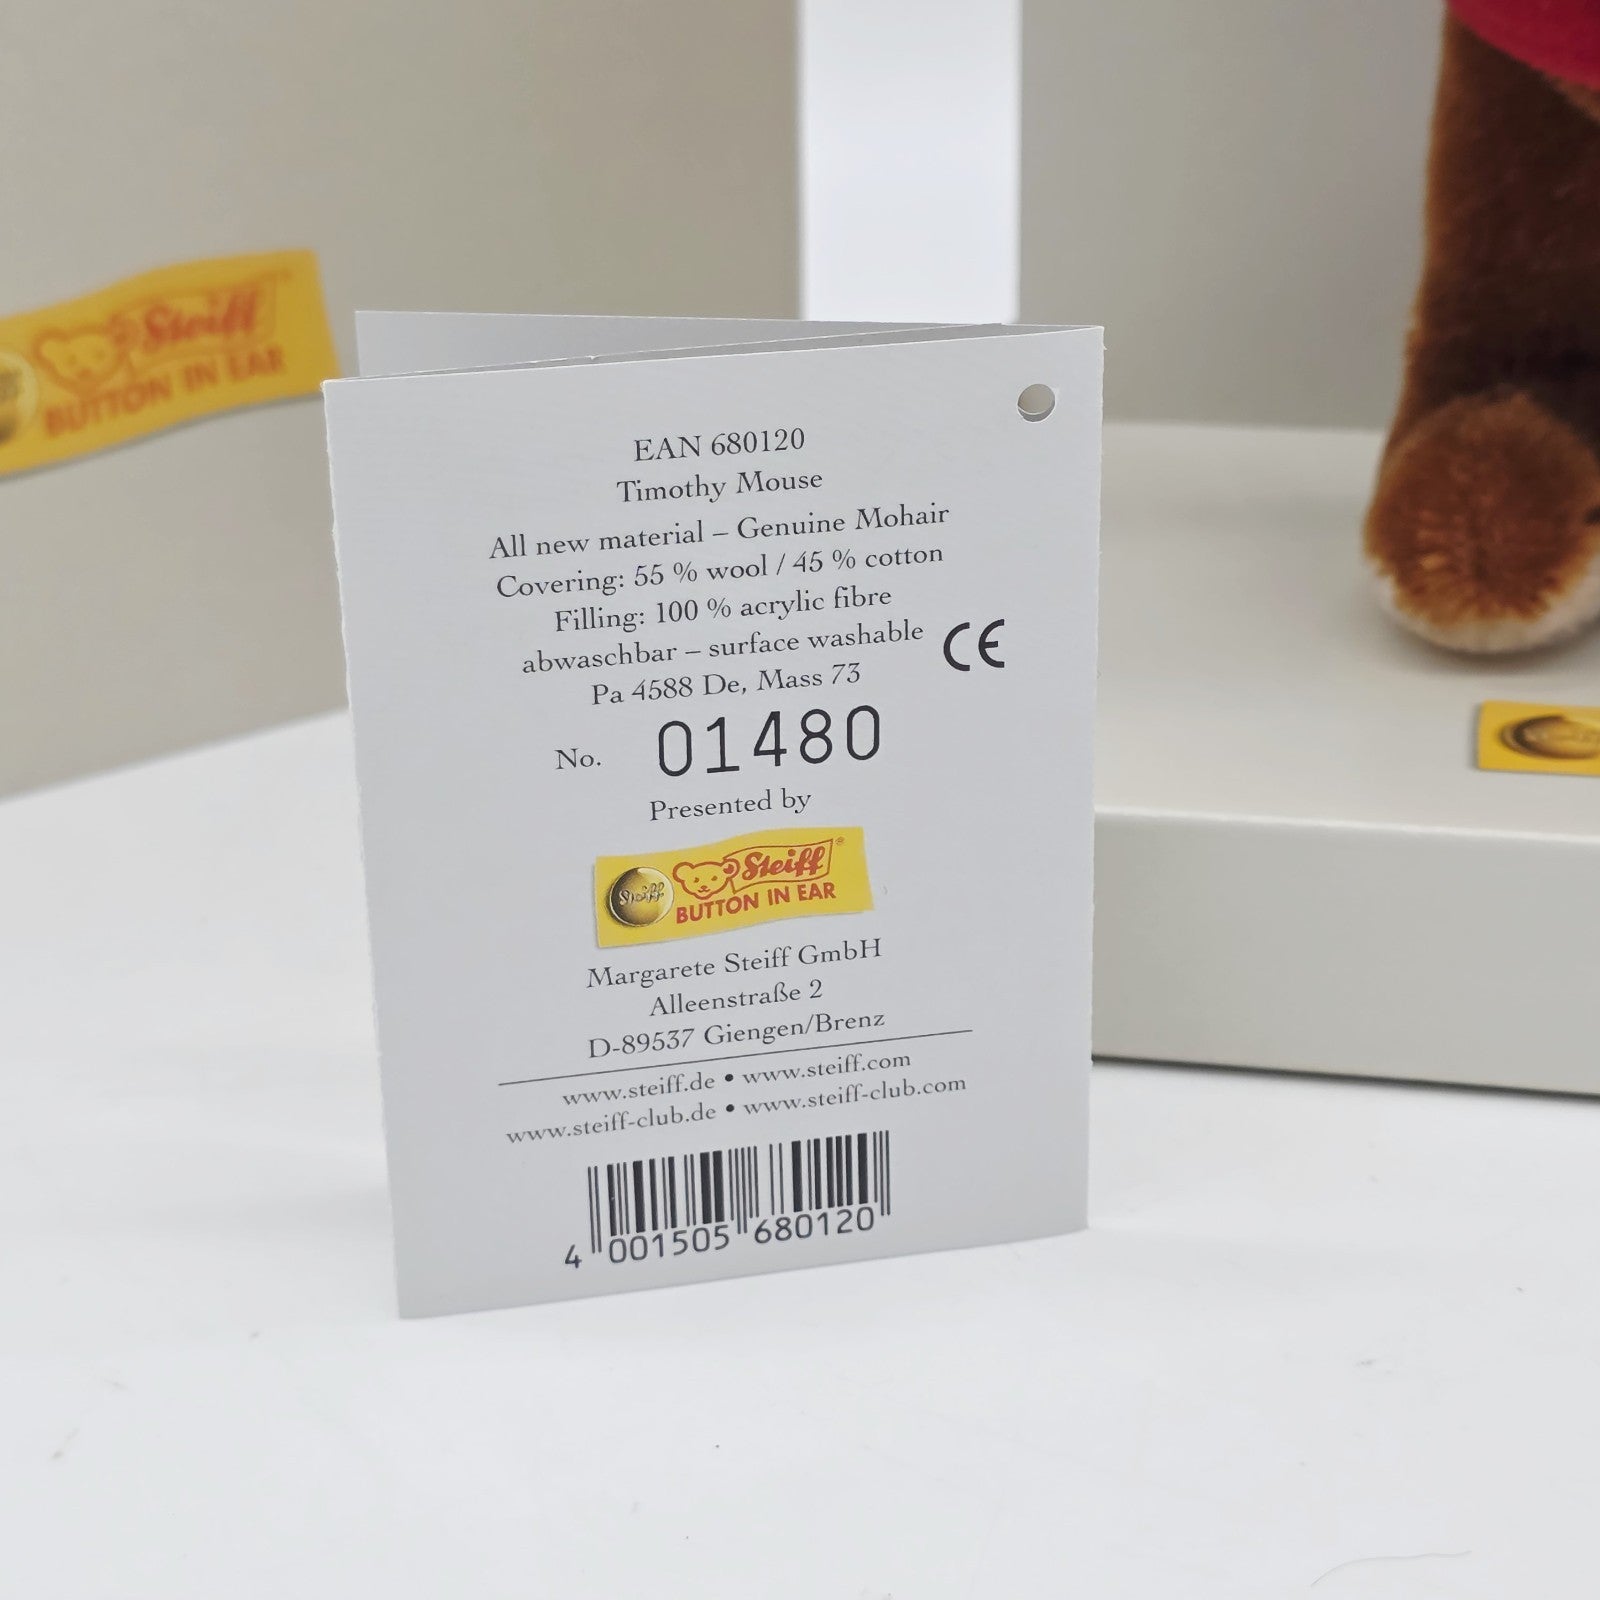 Steiff
BUTTON IN EAR
EAN 680120
Timothy Mouse
All new material – Genuine Mohair
Covering: 55 % wool / 45 % cotton
Filling: 100 % acrylic fibre
abwaschbar – surface washable
CE
Pa 4588 De, Mass 73
No. 01480
Presented by
Steiff
Steiff®
BUTTON IN EAR
Margarete Steiff GmbH
Alleenstraße 2
D-89537 Giengen/Brenz
www.steiff.de • www.steiff.com
www.steiff-club.de • www.steiff-club.com
4 001505 680120